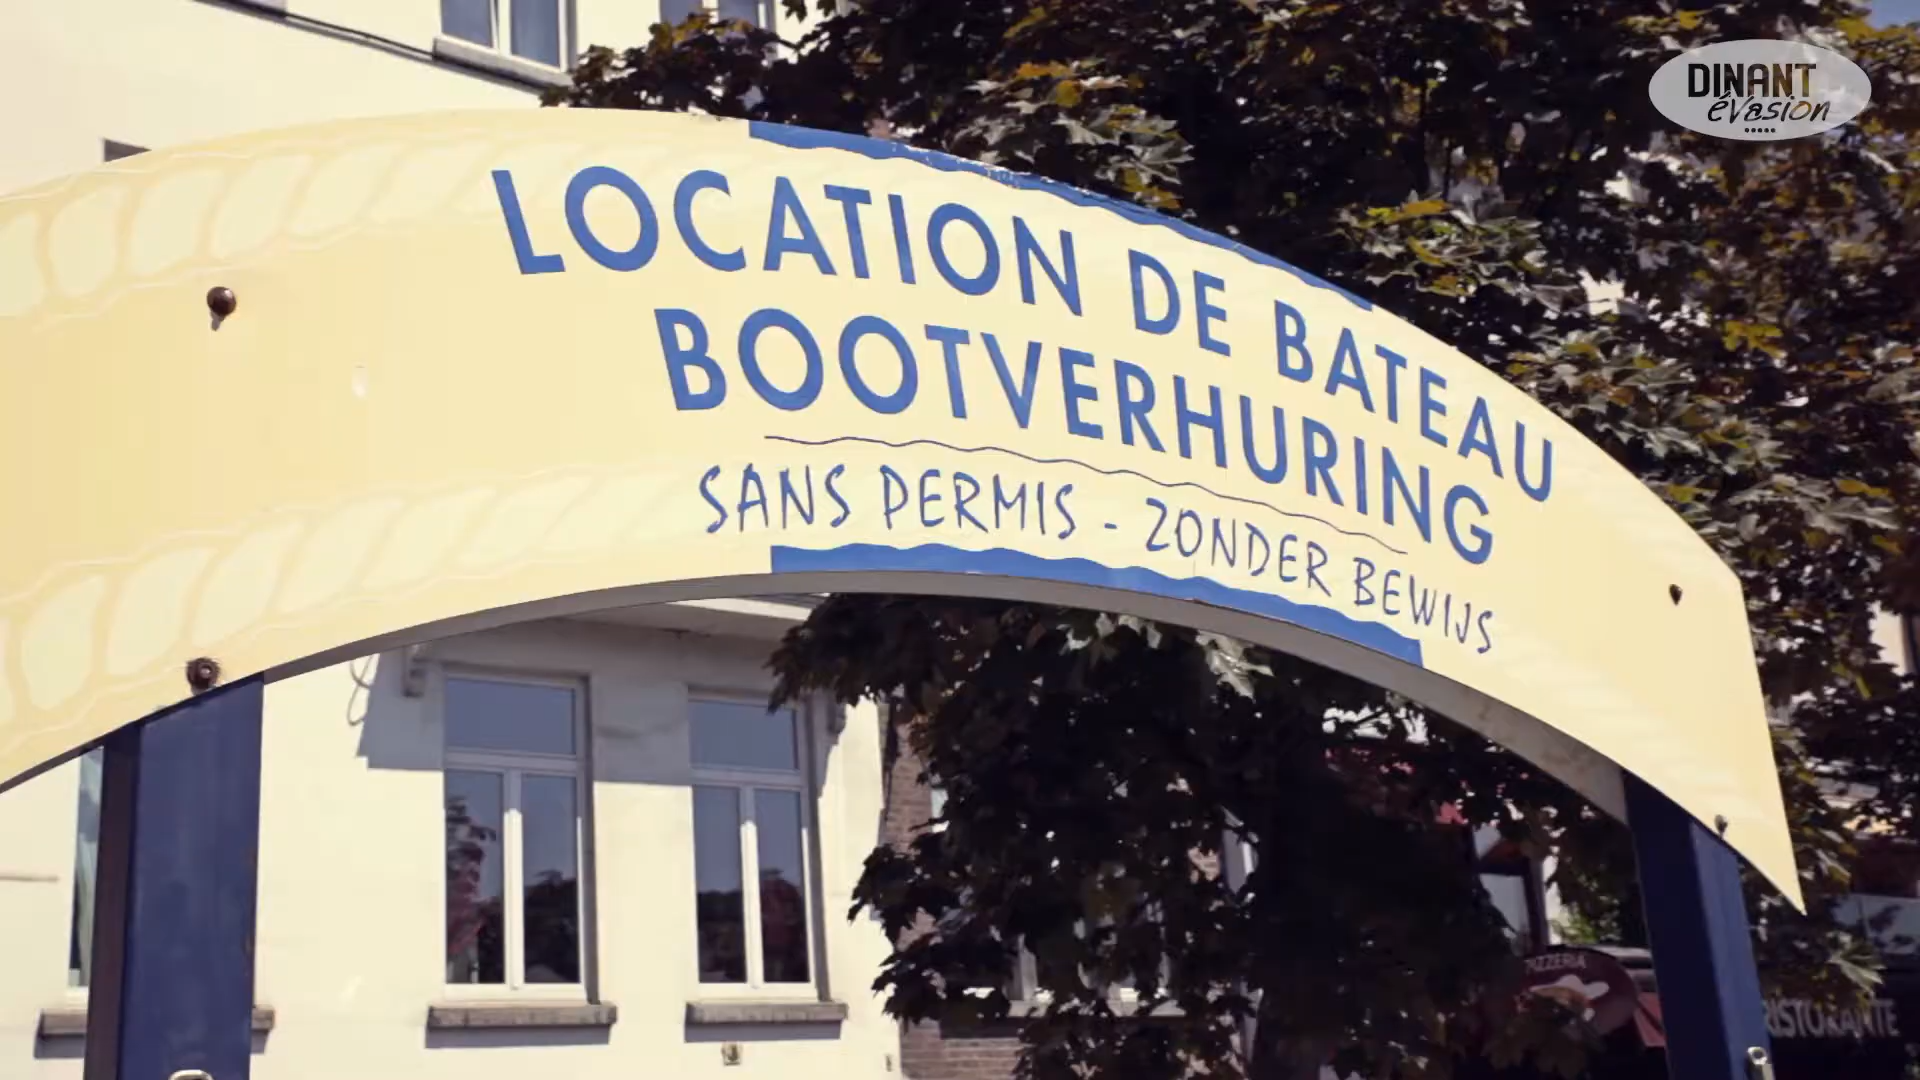 DINANT
évasion
LOCATION DE BATEAU
BOOTVERHURING
SANS PERMIS - ZONDER BEWIJS
PIZZERIA
RISTORANTE